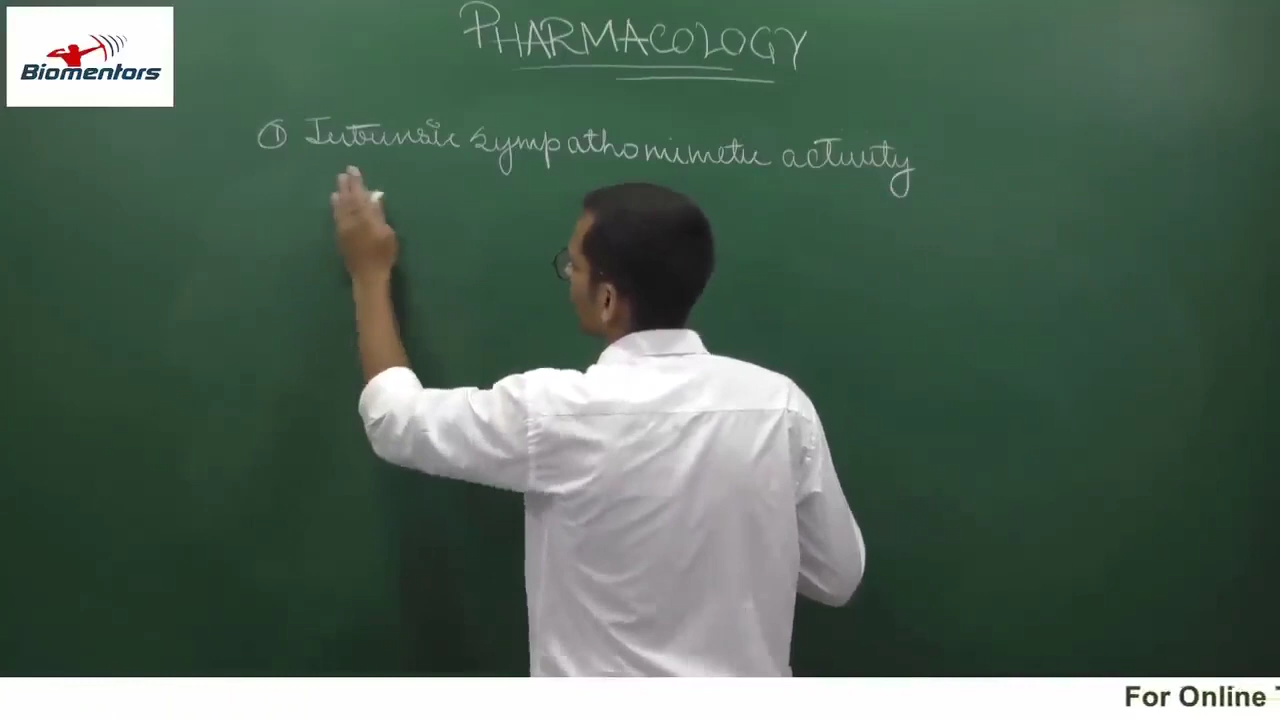 Biomentors
PHARMACOLOGY
① Intrinsic sympathomimetic activity
For Online